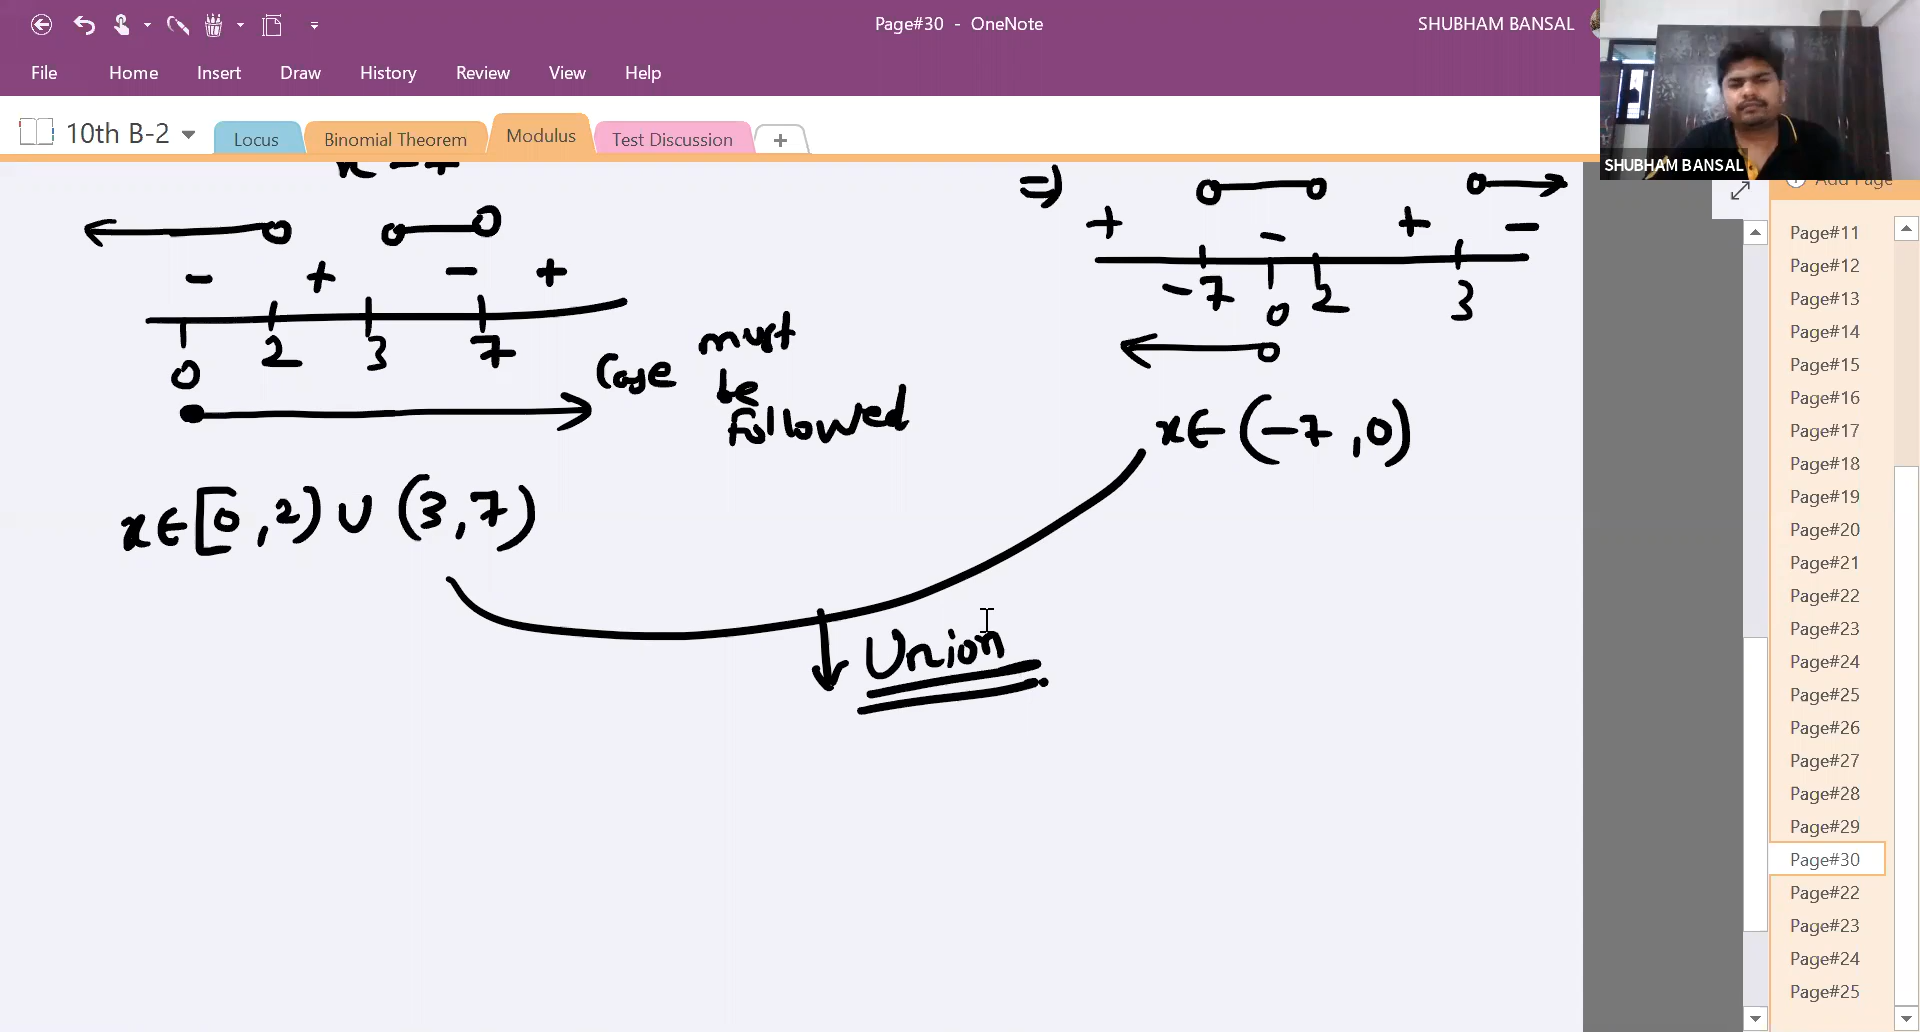 Page#30 - OneNote
SHUBHAM BANSAL
File Home Insert Draw History Review View Help
10th B-2
Locus
Binomial Theorem
Modulus
Test Discussion
+
SHUBHAM BANSAL
Add Page
- + - +
0 2 3 7
Case must
be
followed
x∈[0,2) ∪ (3,7)
=>
+ - + -
-7 0 2 3
x∈(-7,0)
Union
Page#11
Page#12
Page#13
Page#14
Page#15
Page#16
Page#17
Page#18
Page#19
Page#20
Page#21
Page#22
Page#23
Page#24
Page#25
Page#26
Page#27
Page#28
Page#29
Page#30
Page#22
Page#23
Page#24
Page#25